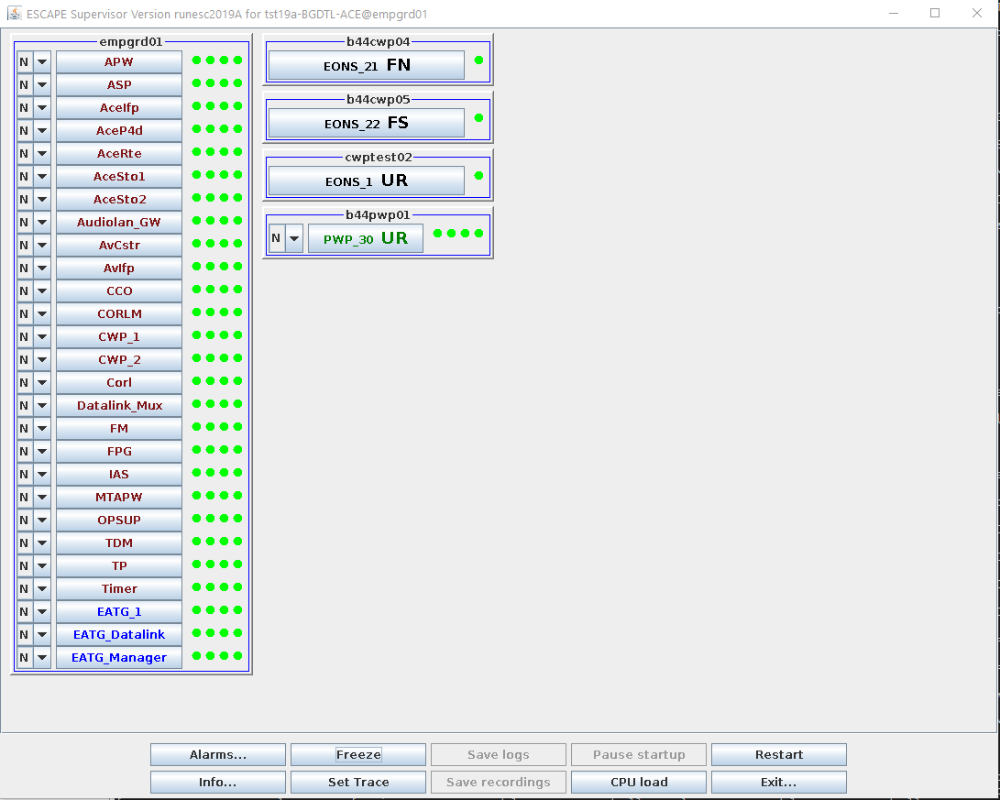 ESCAPE Supervisor Version runesc2019A for tst19a-BGDTL-ACE@empgrd01
empgrd01
N APW
N ASP
N AceIfp
N AceP4d
N AceRte
N AceSto1
N AceSto2
N Audiolan_GW
N AvCstr
N AvIfp
N CCO
N CORLM
N CWP_1
N CWP_2
N Corl
N Datalink_Mux
N FM
N FPG
N IAS
N MTAPW
N OPSUP
N TDM
N TP
N Timer
N EATG_1
N EATG_Datalink
N EATG_Manager
b44cwp04
EONS_21 FN
b44cwp05
EONS_22 FS
cwptest02
EONS_1 UR
b44pwp01
N PWP_30 UR
Alarms... Freeze Save logs Pause startup Restart
Info... Set Trace Save recordings CPU load Exit...